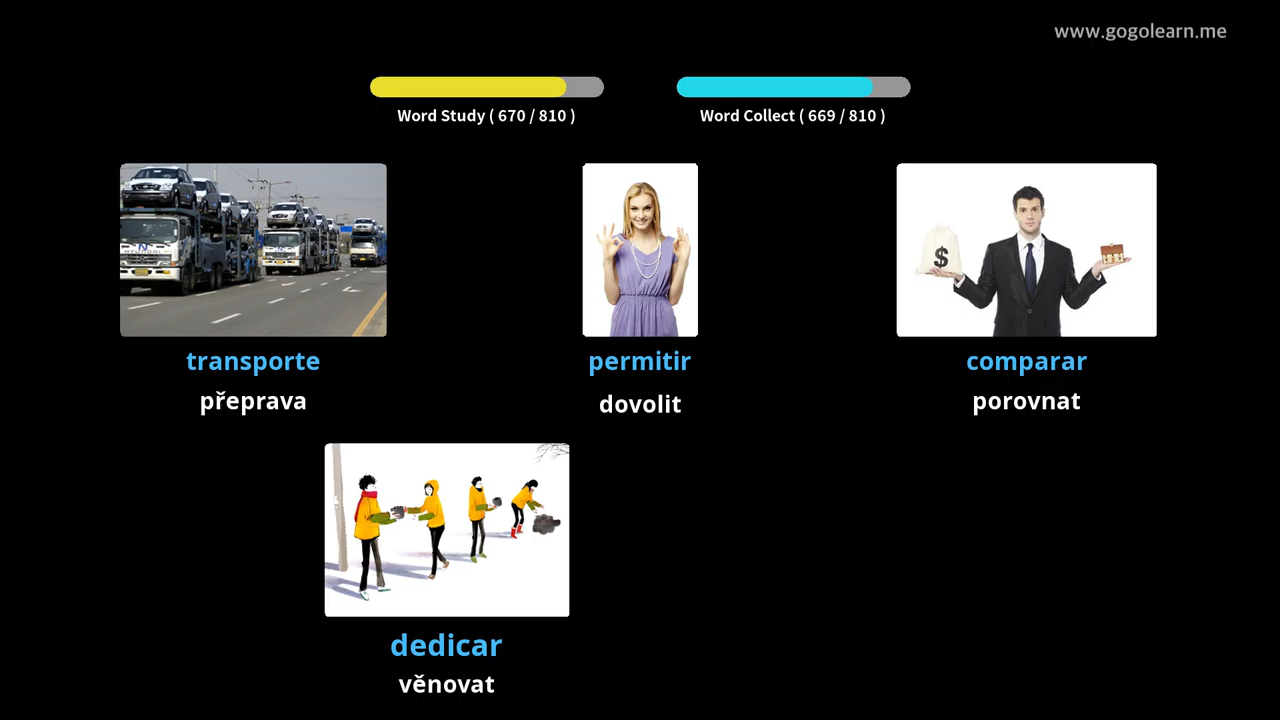 www.gogolearn.me
Word Study ( 670 / 810 )
Word Collect ( 669 / 810 )
transporte
přeprava
permitir
dovolit
comparar
porovnat
dedicar
věnovat
$